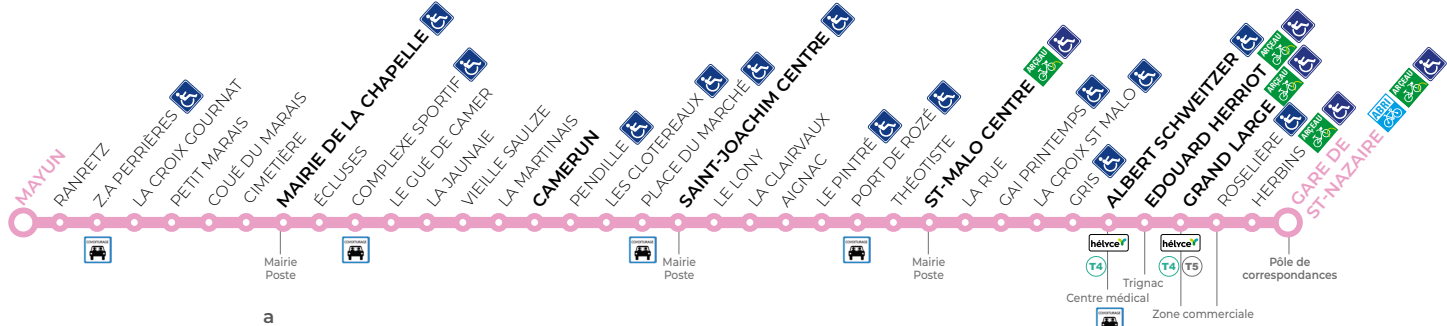 MAYUN
RANRETZ
Z.A PERRIÈRES
LA CROIX GOURNAT
PETIT MARAIS
COUÉ DU MARAIS
CIMETIÈRE
MAIRIE DE LA CHAPELLE
ÉCLUSES
COMPLEXE SPORTIF
LE GUÉ DE CAMER
LA JAUNAIE
VIEILLE SAULZE
LA MARTINAIS
CAMERUN
PENDILLE
LES CLOTEREAUX
PLACE DU MARCHÉ
SAINT-JOACHIM CENTRE
LE LONY
LA CLAIRVAUX
AIGNAC
LE PINTRÉ
PORT DE ROZÉ
THÉOTISTE
ST-MALO CENTRE
ARCEAU
LA RUE
GAI PRINTEMPS
LA CROIX ST MALO
GRIS
ALBERT SCHWEITZER
EDOUARD HERRIOT
ARCEAU
GRAND LARGE
ARCEAU
ROSELIÈRE
HERBINS
ARCEAU
GARE DE
ST-NAZAIRE
ABRI
ARCEAU
COVOITURAGE
Mairie
Poste
COVOITURAGE
COVOITURAGE
Mairie
Poste
COVOITURAGE
Mairie
Poste
hélyce
T4
Centre médical
COVOITURAGE
Trignac
hélyce
T4
T5
Zone commerciale
Pôle de
correspondances
a